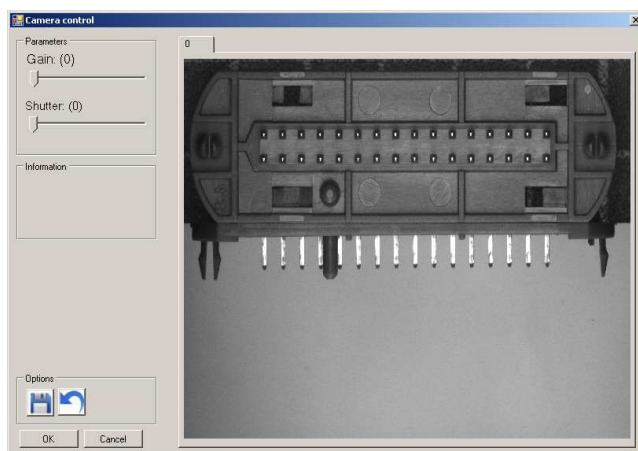 Camera control
Parameters
Gain: (0)
Shutter: (0)
Information
Options
OK
Cancel
0